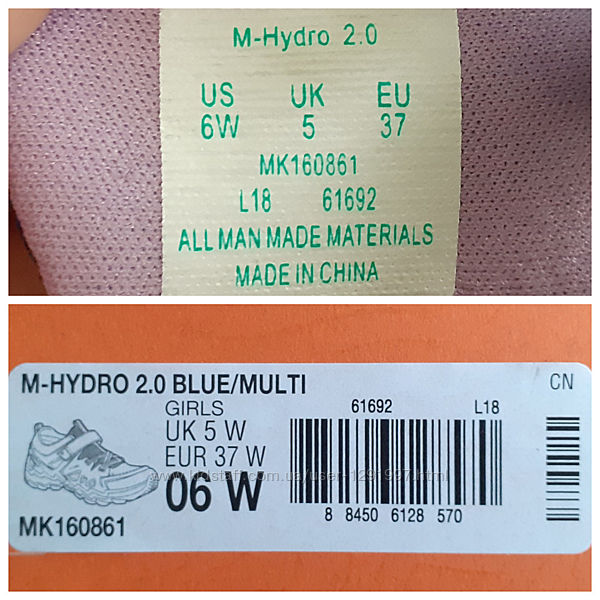 M-Hydro 2.0
US UK EU
6W 5 37
MK160861
L18 61692
ALL MAN MADE MATERIALS
MADE IN CHINA
M-HYDRO 2.0 BLUE/MULTI CN
GIRLS 61692 L18
UK 5 W
EUR 37 W
06 W
8 8450 6128 570
MK160861